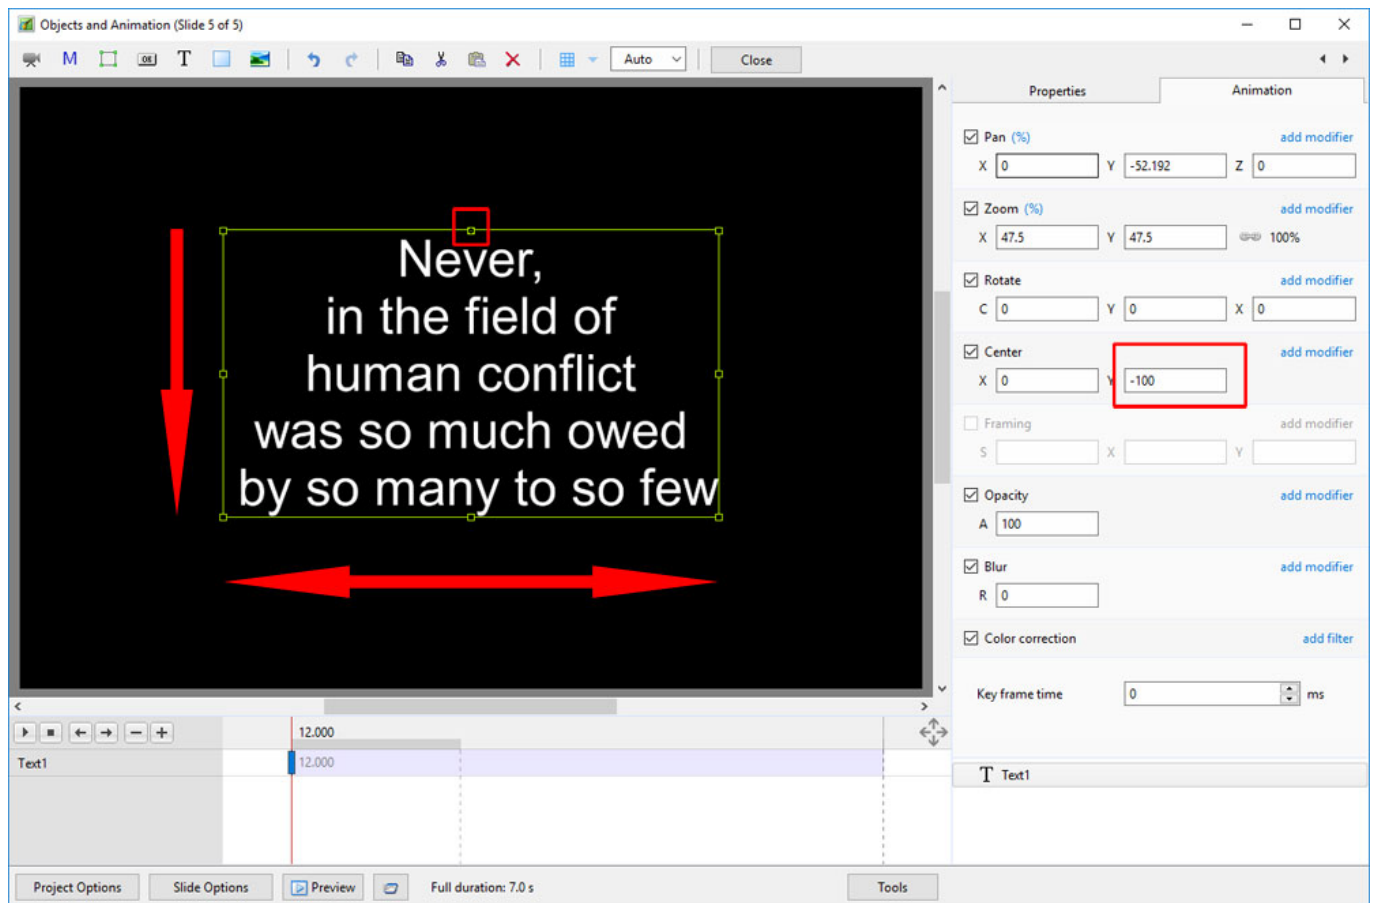 Objects and Animation (Slide 5 of 5)
M OK T Auto Close
Properties Animation
Pan (%) add modifier
X 0 Y -52.192 Z 0
Zoom (%) add modifier
X 47.5 Y 47.5 100%
Rotate add modifier
C 0 Y 0 X 0
Center add modifier
X 0 Y -100
Framing add modifier
S X Y
Opacity add modifier
A 100
Blur add modifier
R 0
Color correction add filter
Key frame time 0 ms
T Text1
Never,
in the field of
human conflict
was so much owed
by so many to so few
12.000
Text1 12.000
Project Options Slide Options Preview Full duration: 7.0 s Tools